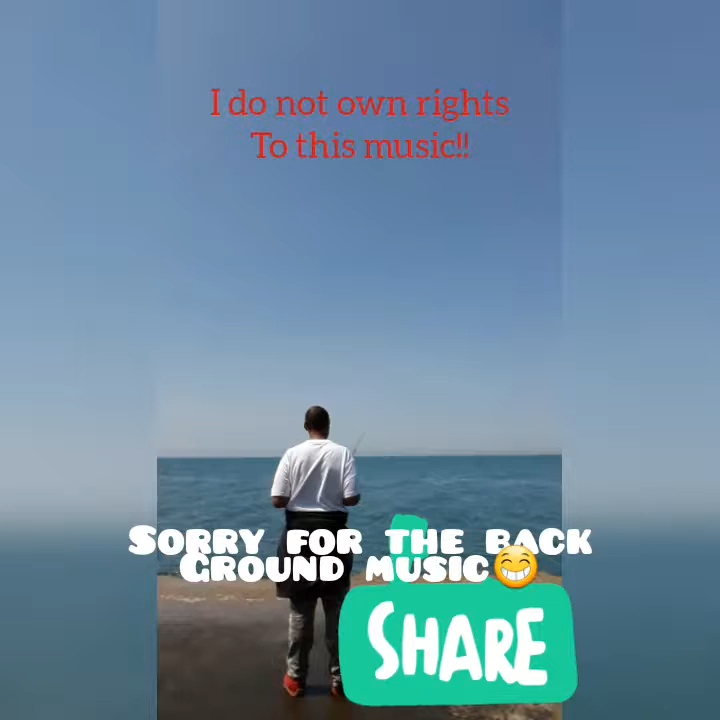 I do not own rights
To this music!!
Sorry for the back
Ground music😁
SHARE